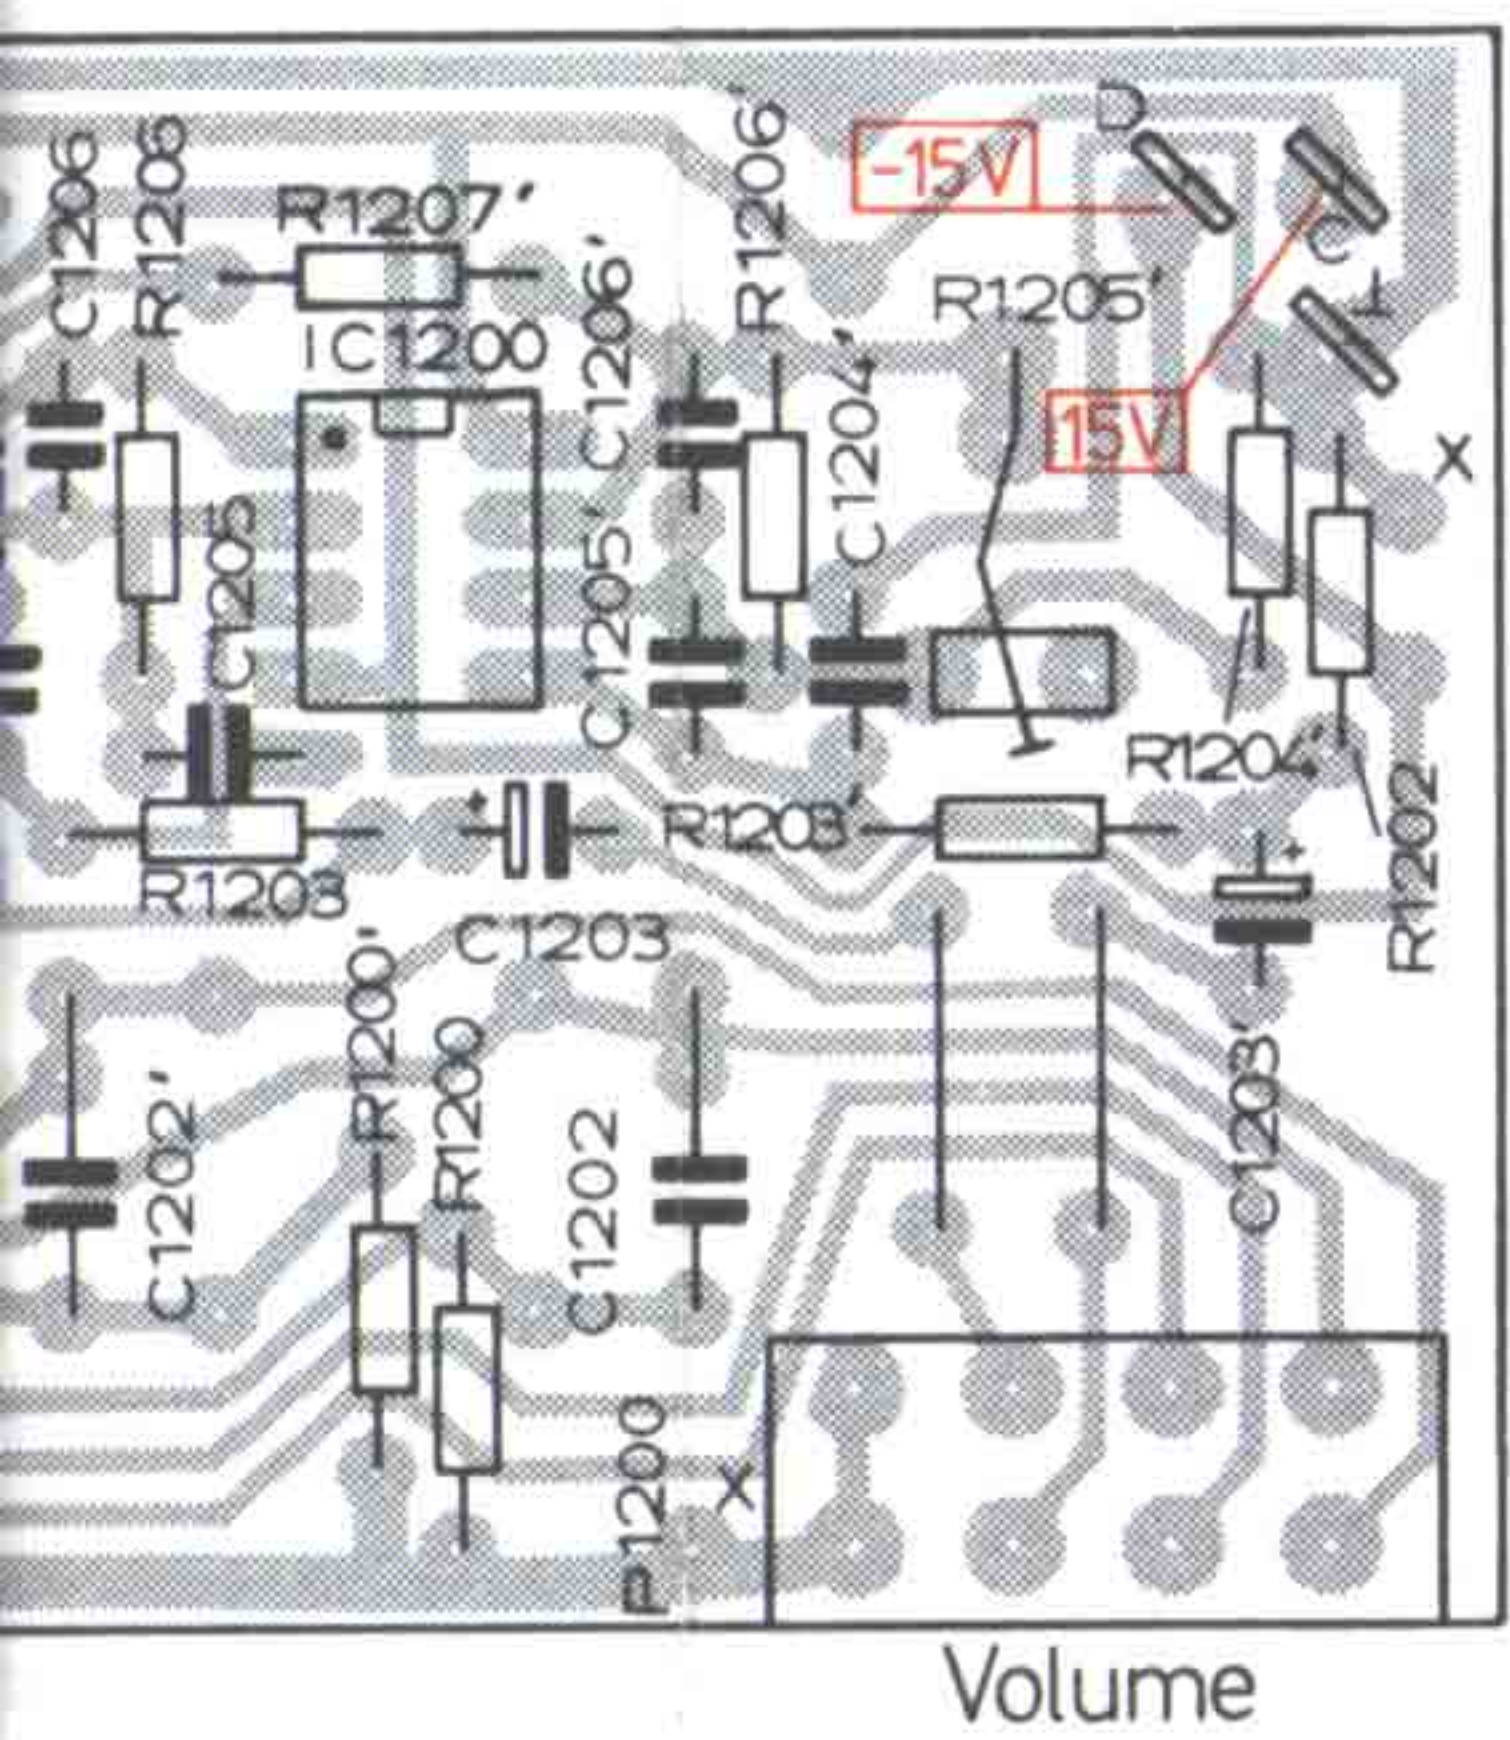 C1206
R1206
R1207'
IC1200
C1206'
R1206'
-15V
D
C
R1205'
⊥
15V
C1204'
X
C1205
C1205'
R1204'
R1202
R1203
+
R1203'
+
C1203
R1200'
R1200
C1202'
C1202
C1203'
P1200
X
Volume